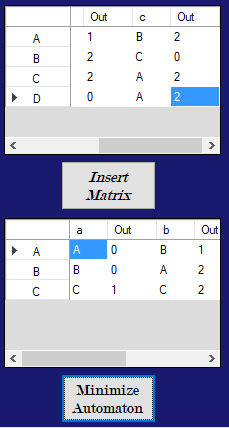 Out c Out
A 1 B 2
B 2 C 0
C 2 A 2
D 0 A 2
Insert
Matrix
a Out b Out
A A 0 B 1
B B 0 A 2
C C 1 C 2
Minimize
Automaton